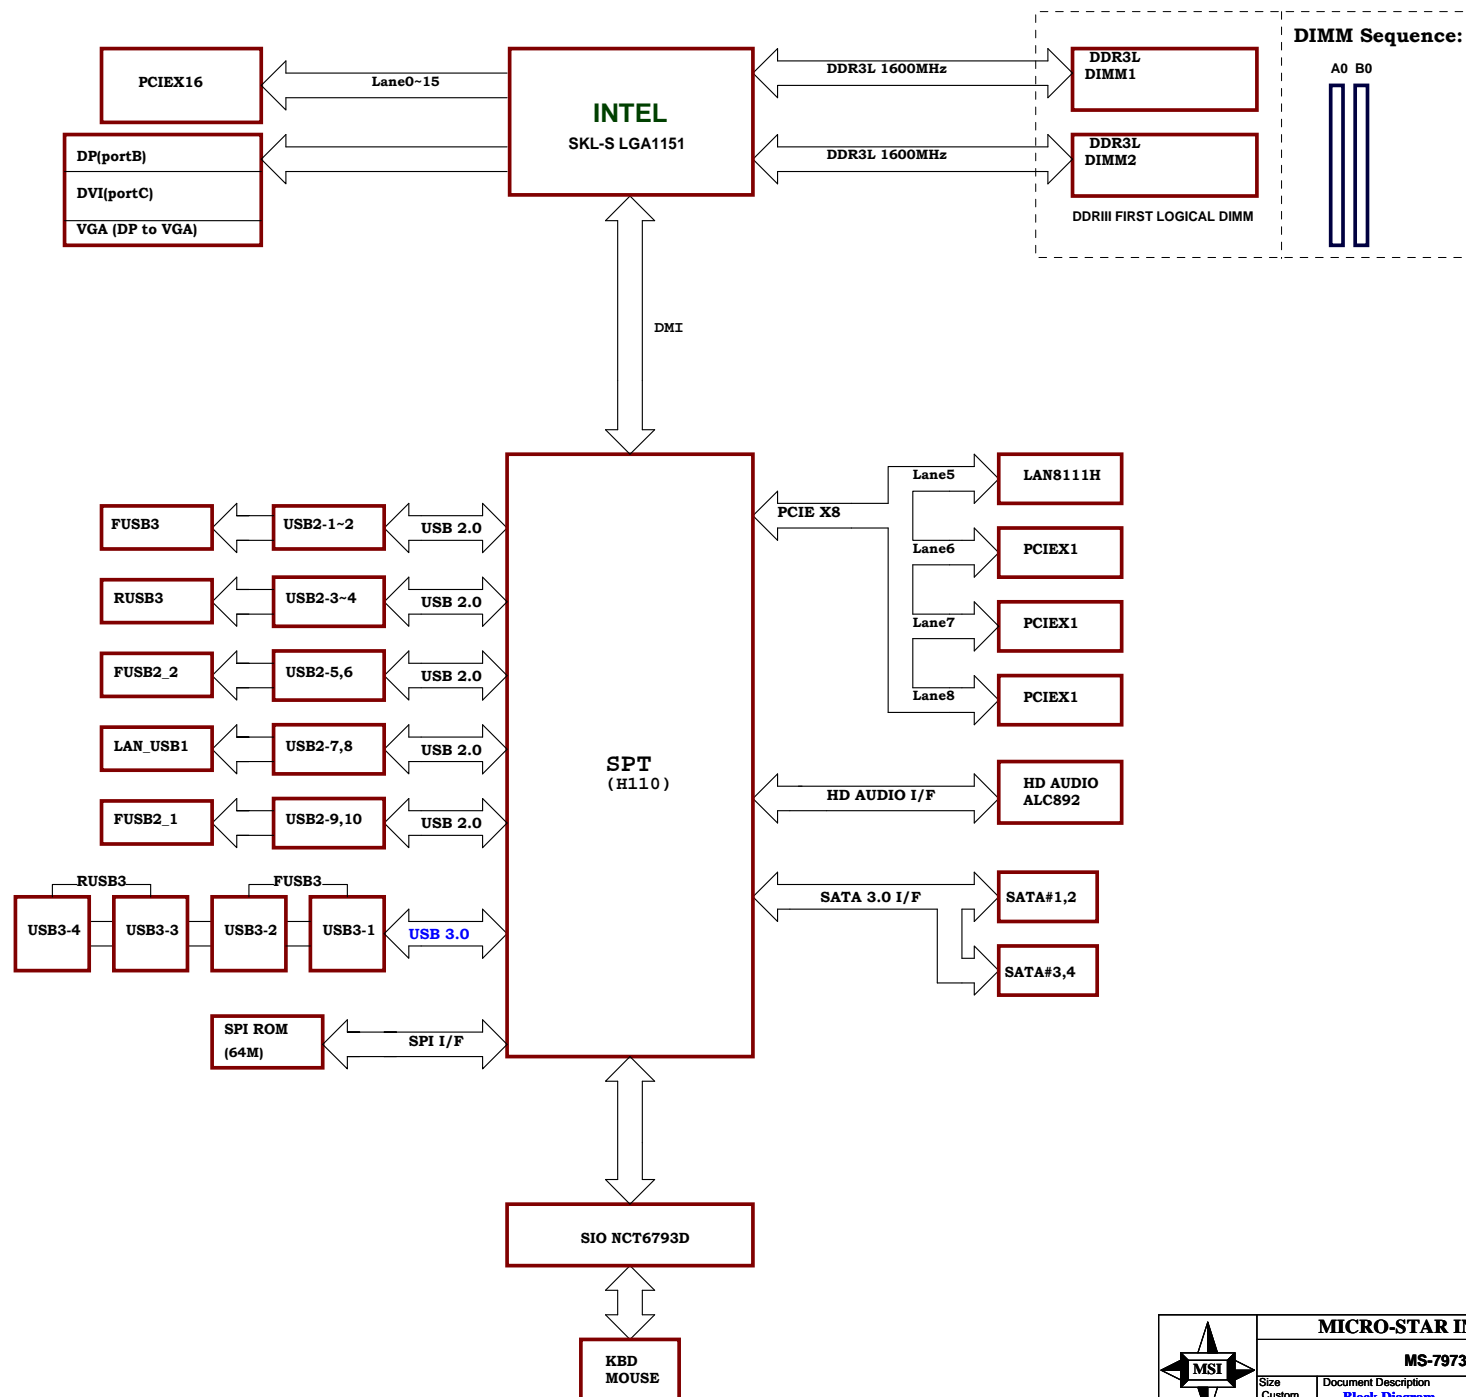 DIMM Sequence:
A0 B0
PCIEX16
Lane0~15
INTEL
SKL-S LGA1151
DDR3L 1600MHz
DDR3L
DIMM1
DP(portB)
DVI(portC)
VGA (DP to VGA)
DDR3L 1600MHz
DDR3L
DIMM2
DDRIII FIRST LOGICAL DIMM
DMI
FUSB3
USB2-1~2
USB 2.0
RUSB3
USB2-3~4
USB 2.0
FUSB2_2
USB2-5,6
USB 2.0
LAN_USB1
USB2-7,8
USB 2.0
FUSB2_1
USB2-9,10
USB 2.0
RUSB3
FUSB3
USB3-4
USB3-3
USB3-2
USB3-1
USB 3.0
SPI ROM
(64M)
SPI I/F
SPT
(H110)
PCIE X8
Lane5
LAN8111H
Lane6
PCIEX1
Lane7
PCIEX1
Lane8
PCIEX1
HD AUDIO I/F
HD AUDIO
ALC892
SATA 3.0 I/F
SATA#1,2
SATA#3,4
SIO NCT6793D
KBD
MOUSE
MSI
MICRO-STAR IN
MS-7973
Size
Custom
Document Description
Block Diagram